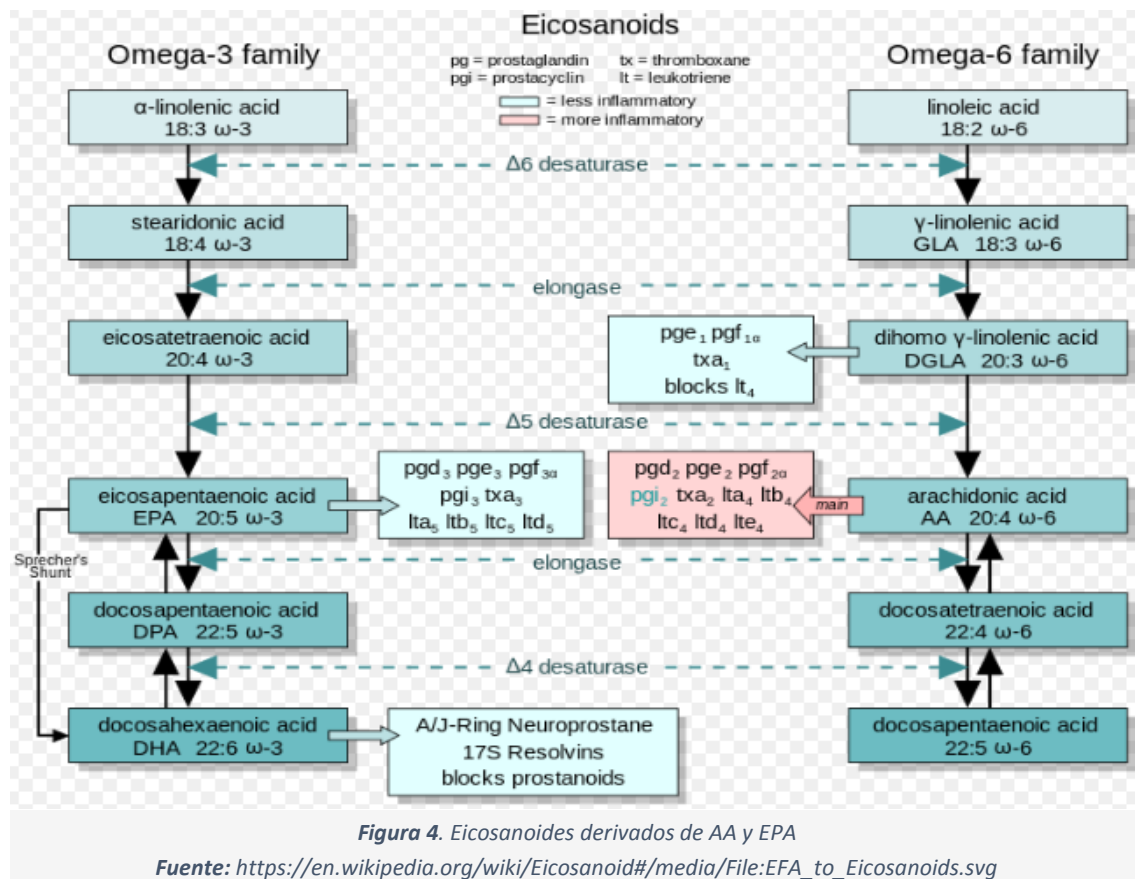 Eicosanoids
Omega-3 family
Omega-6 family
pg = prostaglandin tx = thromboxane
pgi = prostacyclin lt = leukotriene
= less inflammatory
= more inflammatory
α-linolenic acid
18:3 ω-3
linoleic acid
18:2 ω-6
Δ6 desaturase
stearidonic acid
18:4 ω-3
γ-linolenic acid
GLA 18:3 ω-6
elongase
eicosatetraenoic acid
20:4 ω-3
pge₁ pgf₁α
txa₁
blocks lt₄
dihomo γ-linolenic acid
DGLA 20:3 ω-6
Δ5 desaturase
eicosapentaenoic acid
EPA 20:5 ω-3
pgd₃ pge₃ pgf₃α
pgi₃ txa₃
lta₅ ltb₅ ltc₅ ltd₅
pgd₂ pge₂ pgf₂α
pgi₂ txa₂ lta₄ ltb₄
ltc₄ ltd₄ lte₄
main
arachidonic acid
AA 20:4 ω-6
Sprecher's
Shunt
elongase
docosapentaenoic acid
DPA 22:5 ω-3
docosatetraenoic acid
22:4 ω-6
Δ4 desaturase
docosahexaenoic acid
DHA 22:6 ω-3
A/J-Ring Neuroprostane
17S Resolvins
blocks prostanoids
docosapentaenoic acid
22:5 ω-6
Figura 4. Eicosanoides derivados de AA y EPA
Fuente: https://en.wikipedia.org/wiki/Eicosanoid#/media/File:EFA_to_Eicosanoids.svg